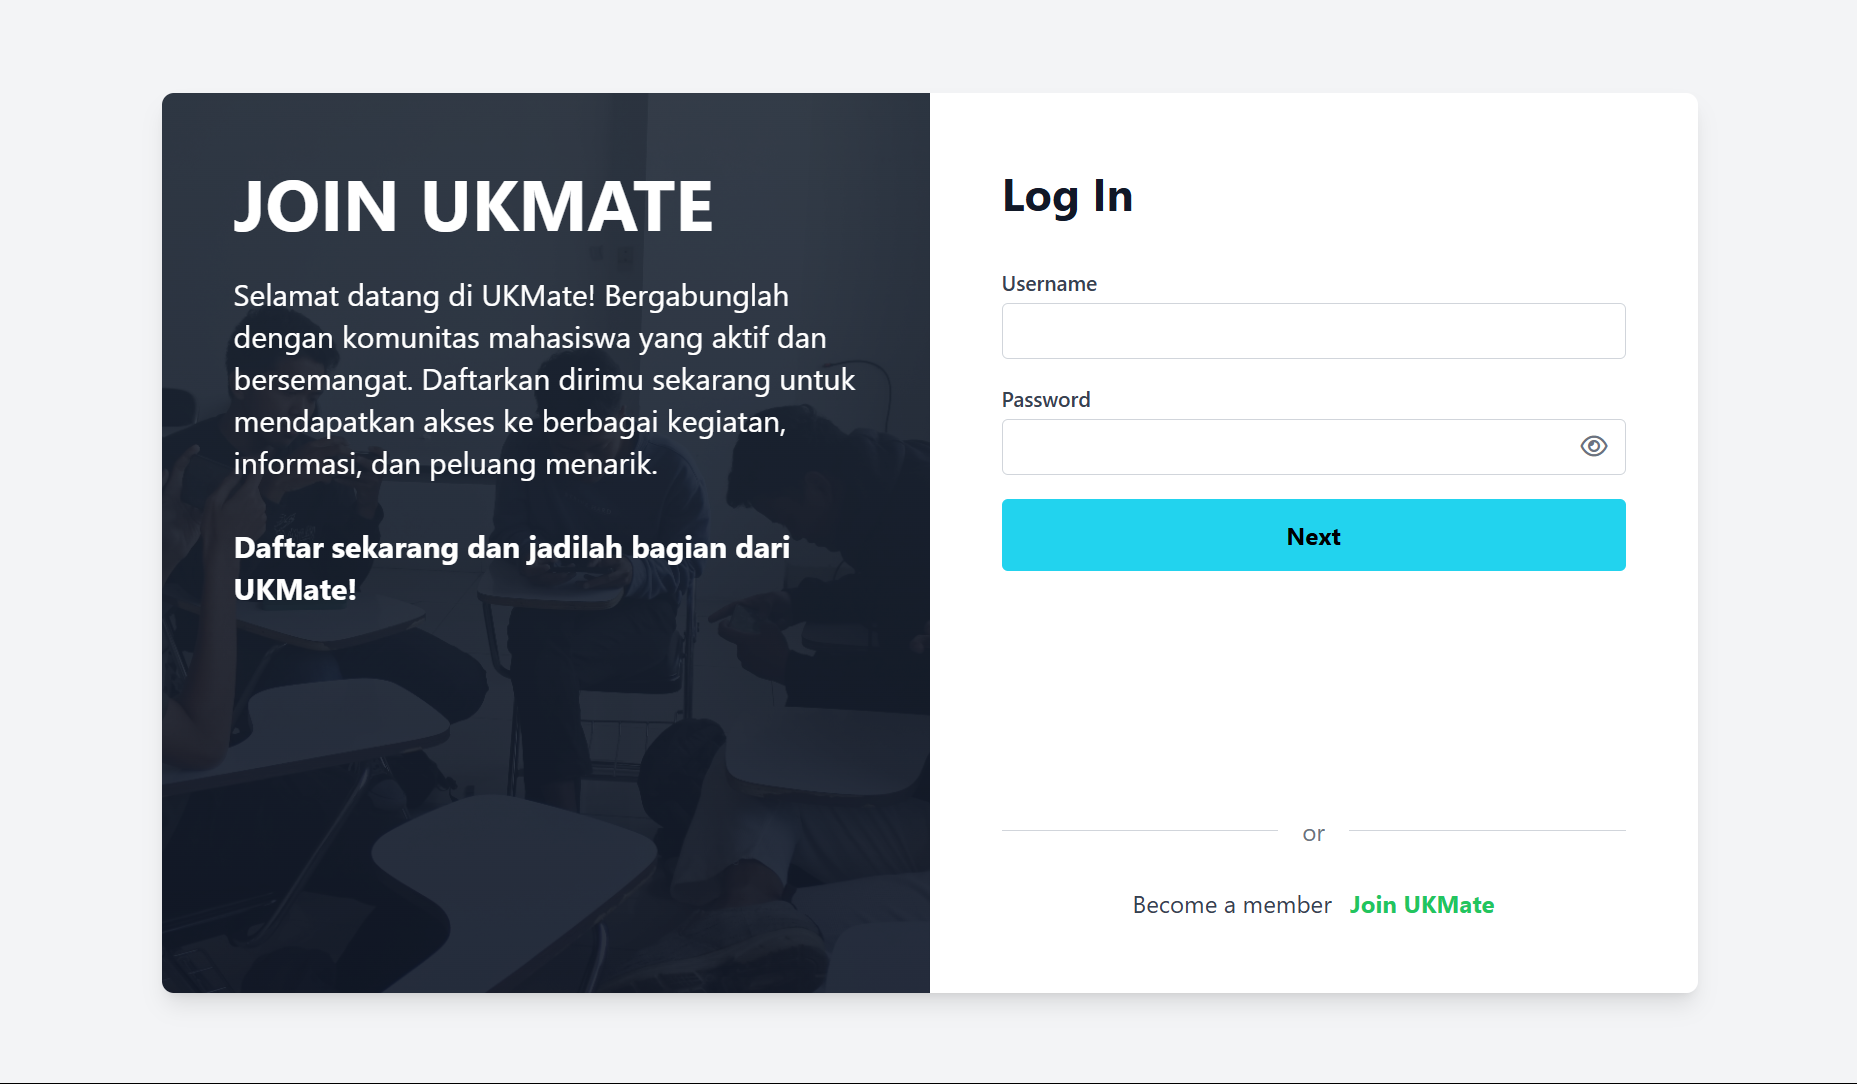 JOIN UKMATE
Selamat datang di UKMate! Bergabunglah
dengan komunitas mahasiswa yang aktif dan
bersemangat. Daftarkan dirimu sekarang untuk
mendapatkan akses ke berbagai kegiatan,
informasi, dan peluang menarik.
Daftar sekarang dan jadilah bagian dari
UKMate!
Log In
Username
Password
Next
or
Become a member Join UKMate